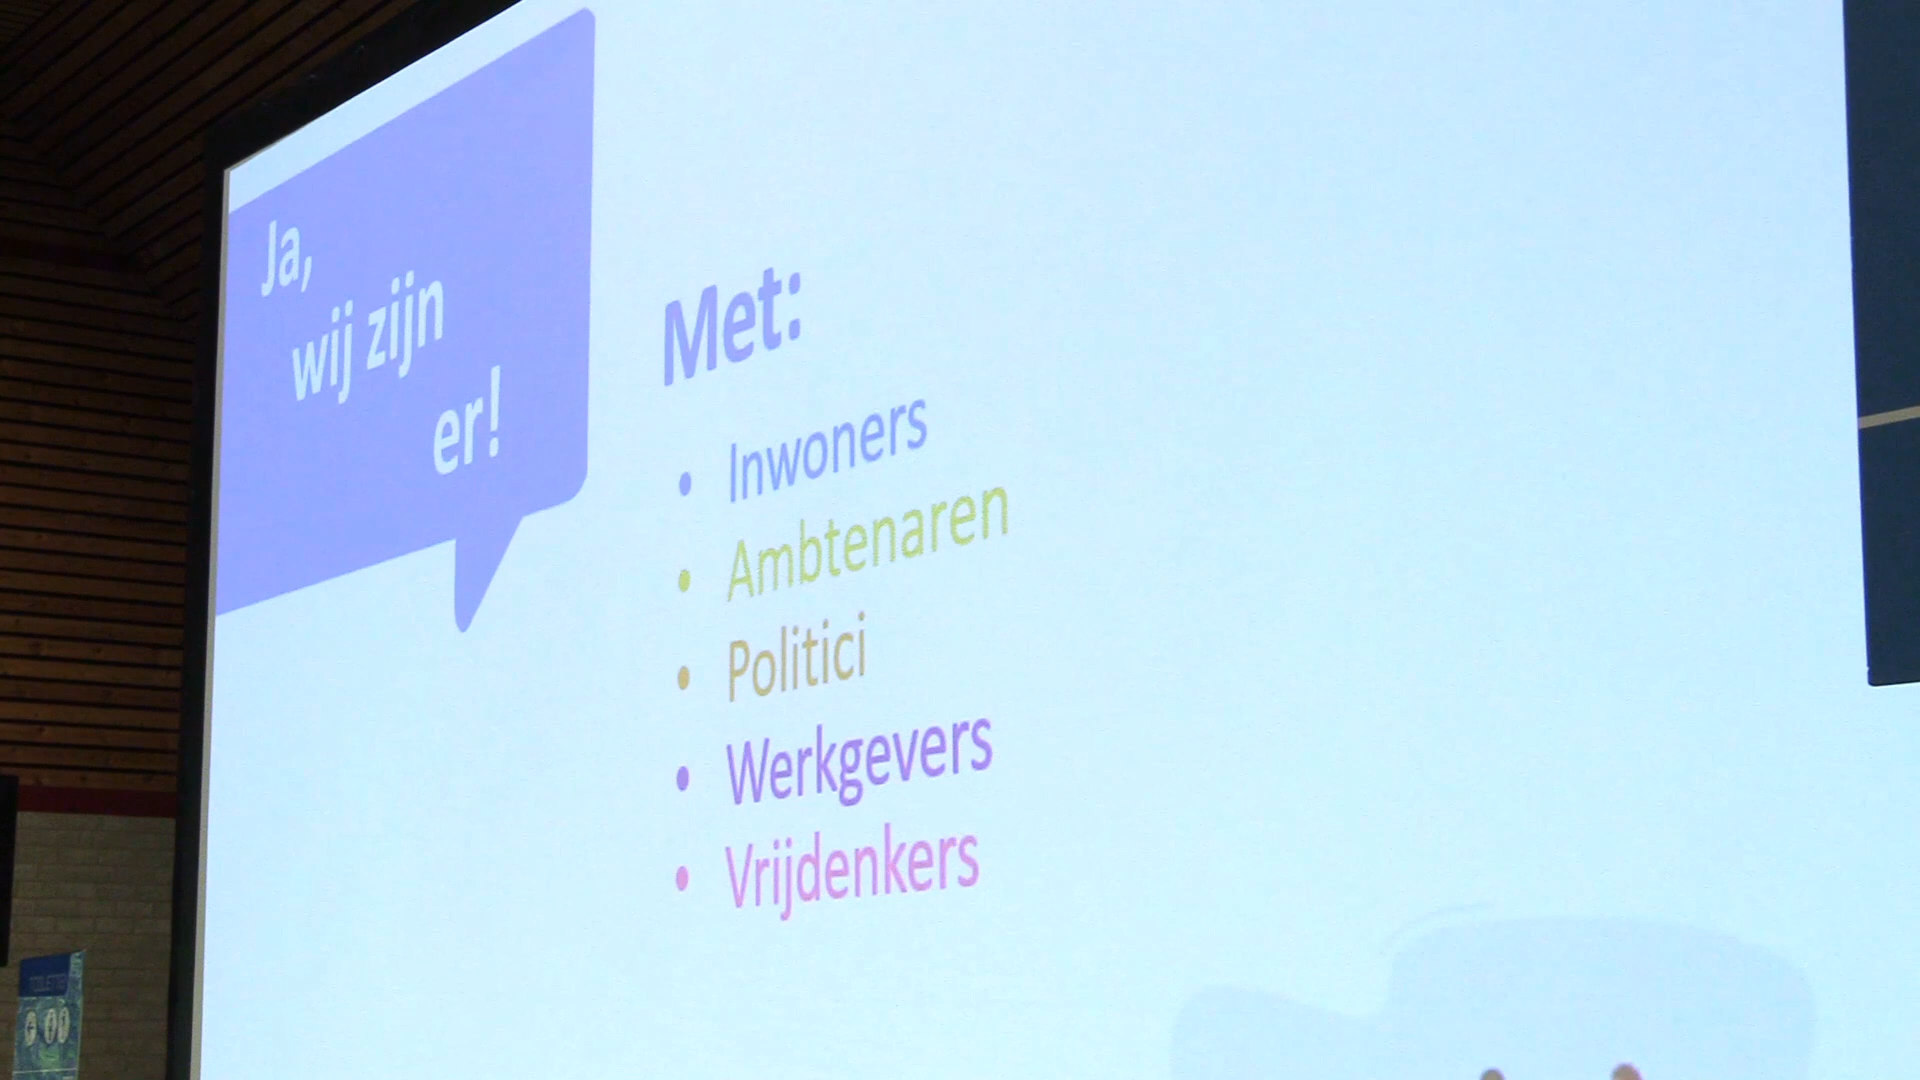 Ja,
wij zijn
er!
Met:
• Inwoners
• Ambtenaren
• Politici
• Werkgevers
• Vrijdenkers